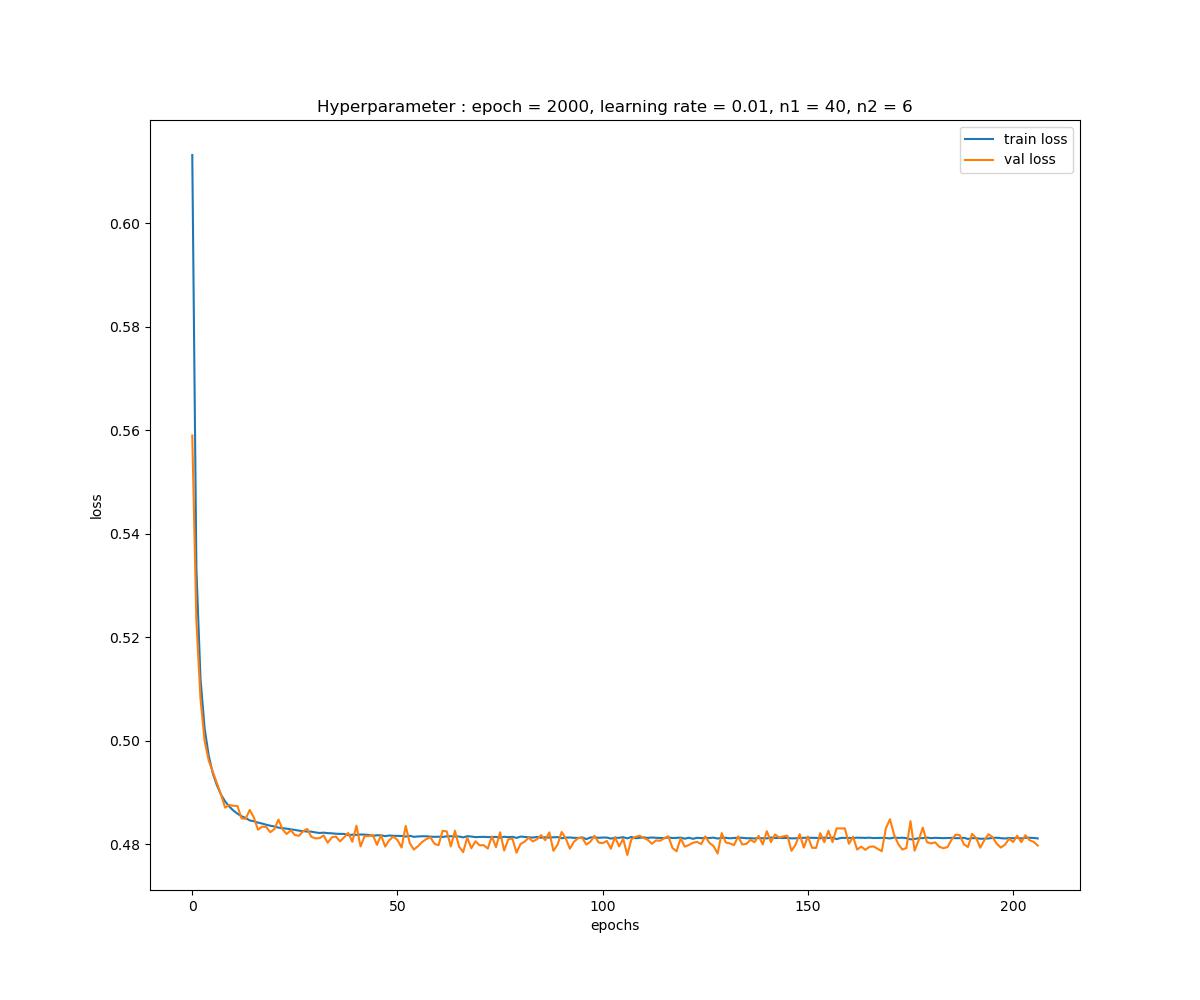 Hyperparameter : epoch = 2000, learning rate = 0.01, n1 = 40, n2 = 6
train loss
val loss
0.60
0.58
0.56
0.54
0.52
0.50
0.48
loss
0
50
100
150
200
epochs